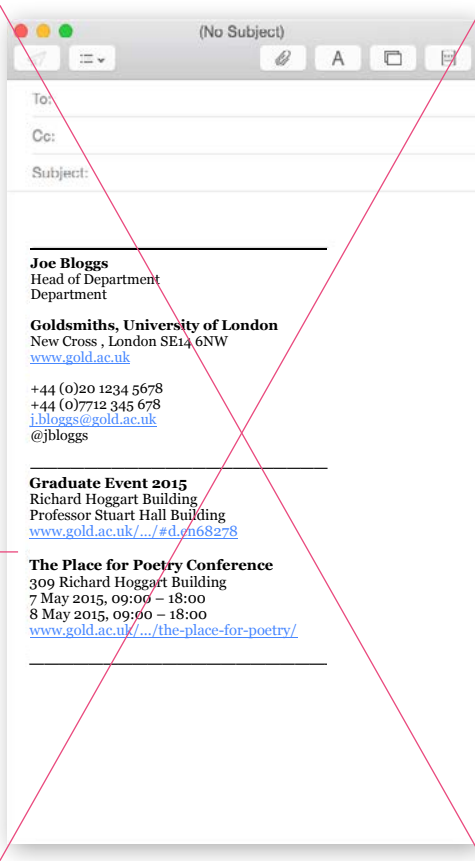 (No Subject)
A
To:
Cc:
Subject:
Joe Bloggs
Head of Department
Department
Goldsmiths, University of London
New Cross , London SE14 6NW
www.gold.ac.uk
+44 (0)20 1234 5678
+44 (0)7712 345 678
j.bloggs@gold.ac.uk
@jbloggs
Graduate Event 2015
Richard Hoggart Building
Professor Stuart Hall Building
www.gold.ac.uk/.../#d.en68278
The Place for Poetry Conference
309 Richard Hoggart Building
7 May 2015, 09:00 – 18:00
8 May 2015, 09:00 – 18:00
www.gold.ac.uk/.../the-place-for-poetry/